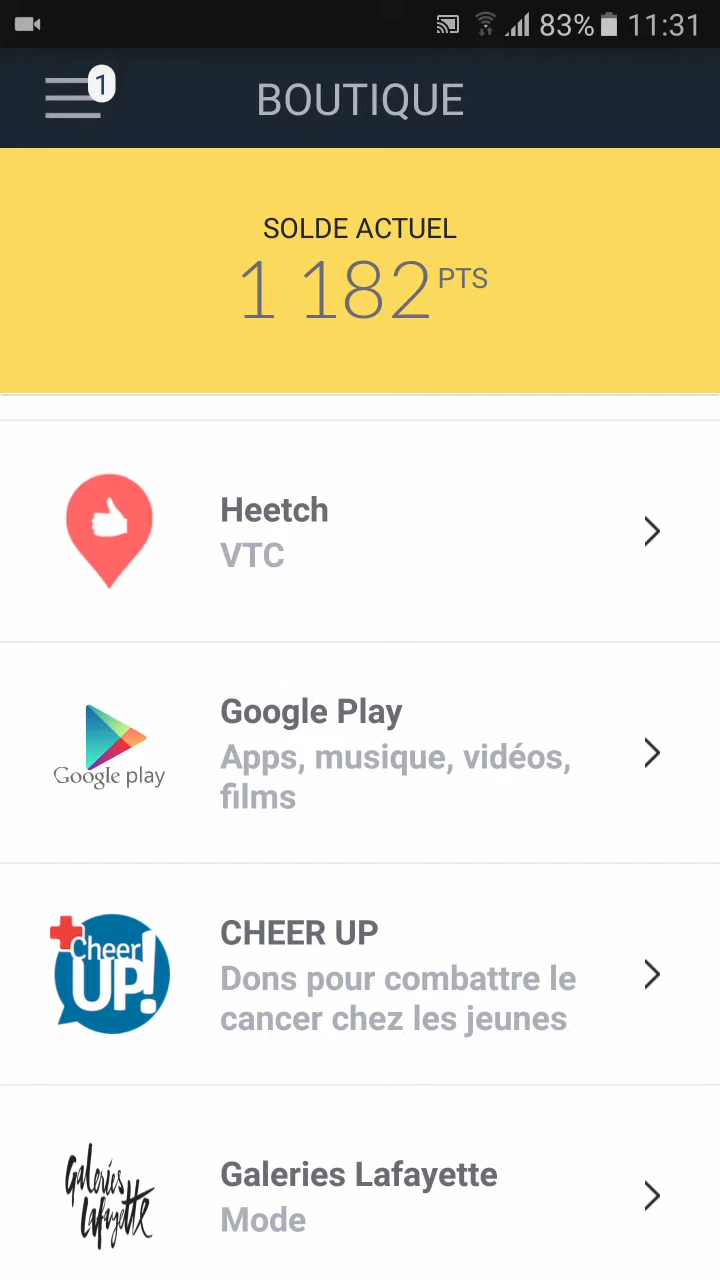 83% 11:31
1
BOUTIQUE
SOLDE ACTUEL
1 182 PTS
Heetch
VTC
Google play
Google Play
Apps, musique, vidéos,
films
Cheer
UP!
CHEER UP
Dons pour combattre le
cancer chez les jeunes
Galeries
Lafayette
Galeries Lafayette
Mode